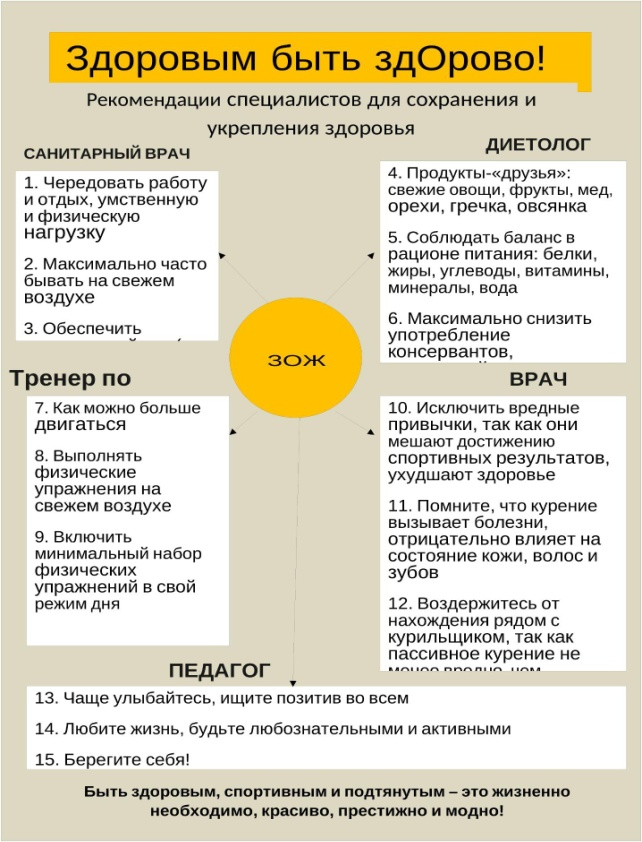 Здоровым быть здОрово!
Рекомендации специалистов для сохранения и
укрепления здоровья
САНИТАРНЫЙ ВРАЧ
1. Чередовать работу
и отдых, умственную
и физическую
нагрузку
2. Максимально часто
бывать на свежем
воздухе
3. Обеспечить
ДИЕТОЛОГ
4. Продукты-«друзья»:
свежие овощи, фрукты, мед,
орехи, гречка, овсянка
5. Соблюдать баланс в
рационе питания: белки,
жиры, углеводы, витамины,
минералы, вода
6. Максимально снизить
употребление
консервантов,
ЗОЖ
Тренер по
7. Как можно больше
двигаться
8. Выполнять
физические
упражнения на
свежем воздухе
9. Включить
минимальный набор
физических
упражнений в свой
режим дня
ВРАЧ
10. Исключить вредные
привычки, так как они
мешают достижению
спортивных результатов,
ухудшают здоровье
11. Помните, что курение
вызывает болезни,
отрицательно влияет на
состояние кожи, волос и
зубов
12. Воздержитесь от
нахождения рядом с
курильщиком, так как
пассивное курение не
менее вредно, чем
ПЕДАГОГ
13. Чаще улыбайтесь, ищите позитив во всем
14. Любите жизнь, будьте любознательными и активными
15. Берегите себя!
Быть здоровым, спортивным и подтянутым – это жизненно
необходимо, красиво, престижно и модно!